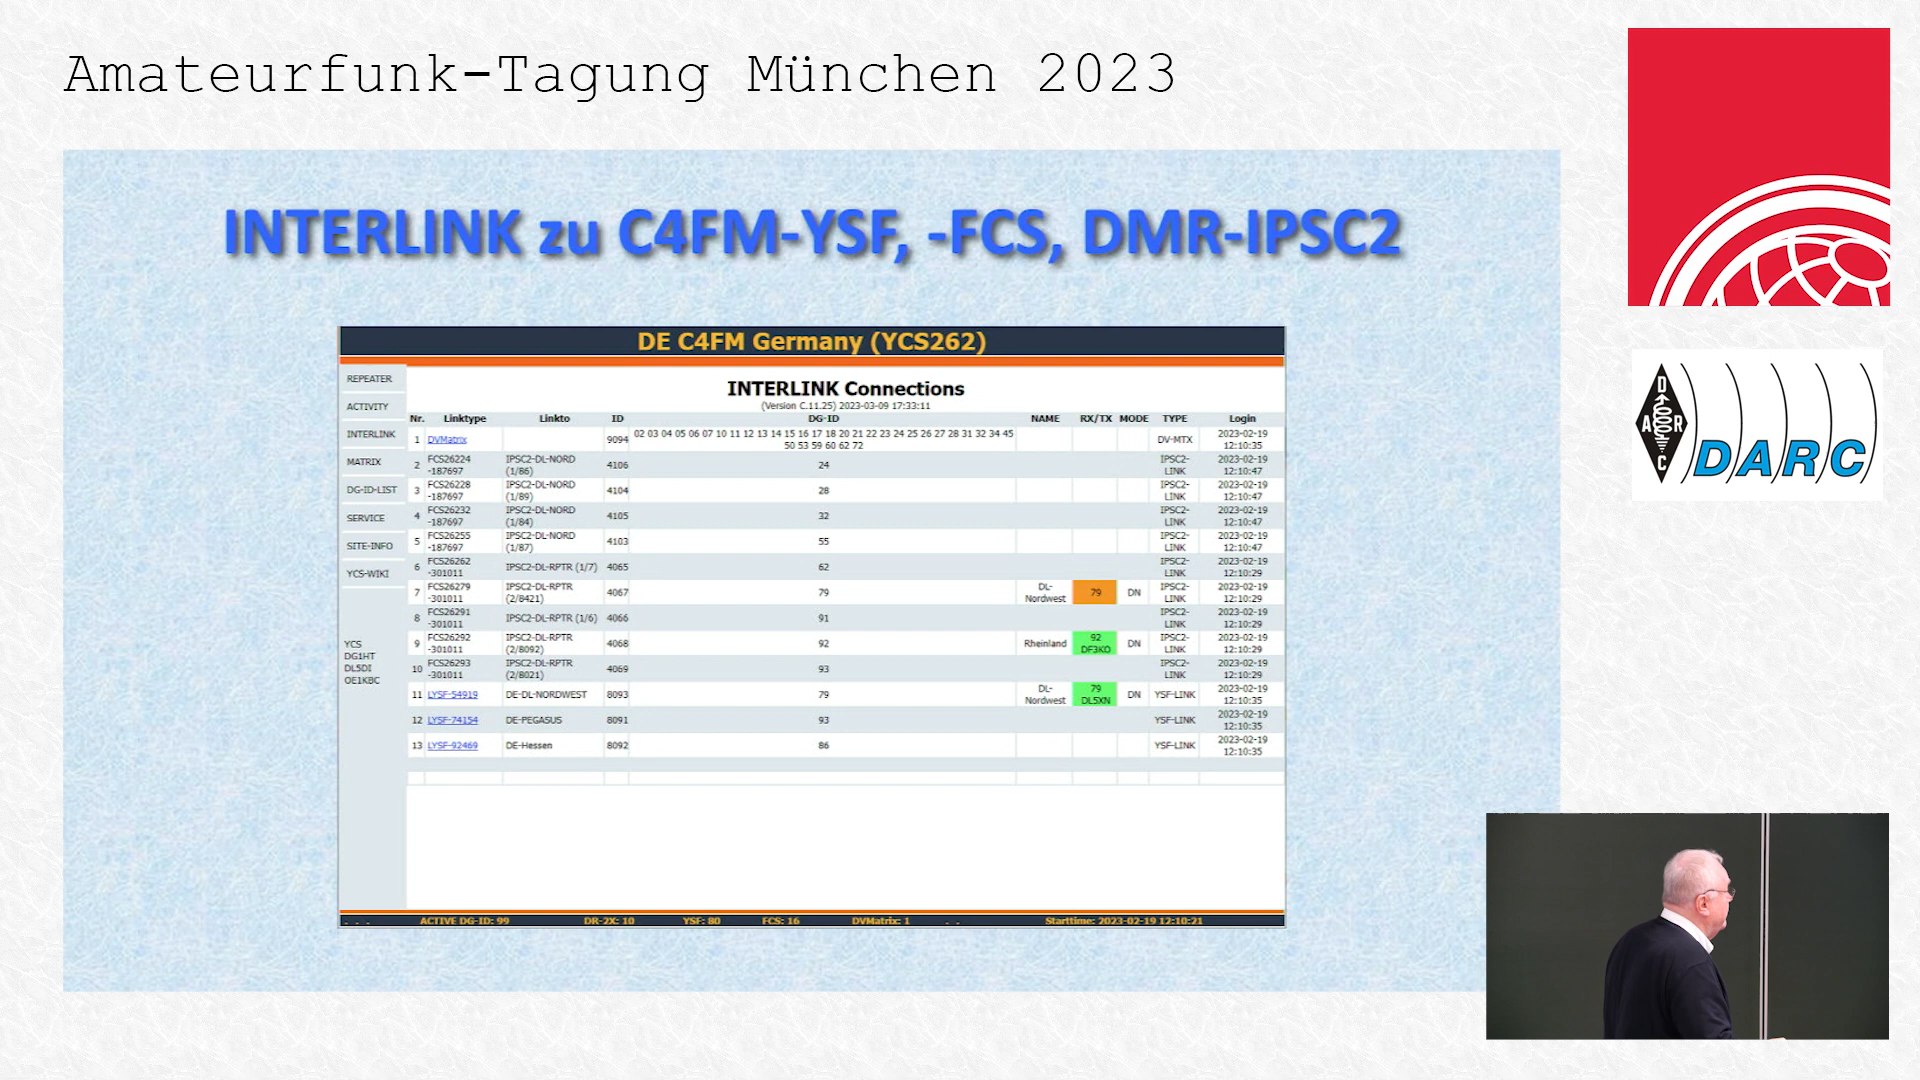 Amateurfunk-Tagung München 2023
INTERLINK zu C4FM-YSF, -FCS, DMR-IPSC2
DE C4FM Germany (YCS262)
REPEATER
ACTIVITY
INTERLINK
MATRIX
DG-ID-LIST
SERVICE
SITE-INFO
YCS-WIKI
YCS
DG1HT
DL5DI
OE1KBC
INTERLINK Connections
(Version C.11.25) 2023-03-09 17:33:11
Nr. Linktype Linkto ID DG-ID NAME RX/TX MODE TYPE Login
1 DVMatrix 9094 02 03 04 05 06 07 10 11 12 13 14 15 16 17 18 20 21 22 23 24 25 26 27 28 31 32 34 45 50 53 59 60 62 72 DV-MTX 2023-02-19 12:10:35
2 FCS26224 -187697 IPSC2-DL-NORD (1/86) 4106 24 IPSC2-LINK 2023-02-19 12:10:47
3 FCS26228 -187697 IPSC2-DL-NORD (1/89) 4104 28 IPSC2-LINK 2023-02-19 12:10:47
4 FCS26232 -187697 IPSC2-DL-NORD (1/84) 4105 32 IPSC2-LINK 2023-02-19 12:10:47
5 FCS26255 -187697 IPSC2-DL-NORD (1/87) 4103 55 IPSC2-LINK 2023-02-19 12:10:47
6 FCS26262 -301011 IPSC2-DL-RPTR (1/7) 4065 62 IPSC2-LINK 2023-02-19 12:10:29
7 FCS26279 -301011 IPSC2-DL-RPTR (2/8421) 4067 79 DL-Nordwest 79 DN IPSC2-LINK 2023-02-19 12:10:29
8 FCS26291 -301011 IPSC2-DL-RPTR (1/6) 4066 91 IPSC2-LINK 2023-02-19 12:10:29
9 FCS26292 -301011 IPSC2-DL-RPTR (2/8092) 4068 92 Rheinland 92 DF3KO DN IPSC2-LINK 2023-02-19 12:10:29
10 FCS26293 -301011 IPSC2-DL-RPTR (2/8021) 4069 93 IPSC2-LINK 2023-02-19 12:10:29
11 LYSF-54919 DE-DL-NORDWEST 8093 79 DL-Nordwest 79 DL5XN DN YSF-LINK 2023-02-19 12:10:35
12 LYSF-74154 DE-PEGASUS 8091 93 YSF-LINK 2023-02-19 12:10:35
13 LYSF-92469 DE-Hessen 8092 86 YSF-LINK 2023-02-19 12:10:35
. . . ACTIVE DG-ID: 99 DR-2X: 10 YSF: 80 FCS: 16 DVMatrix: 1 . . Starttime: 2023-02-19 12:10:21
D
A R
C
DARC